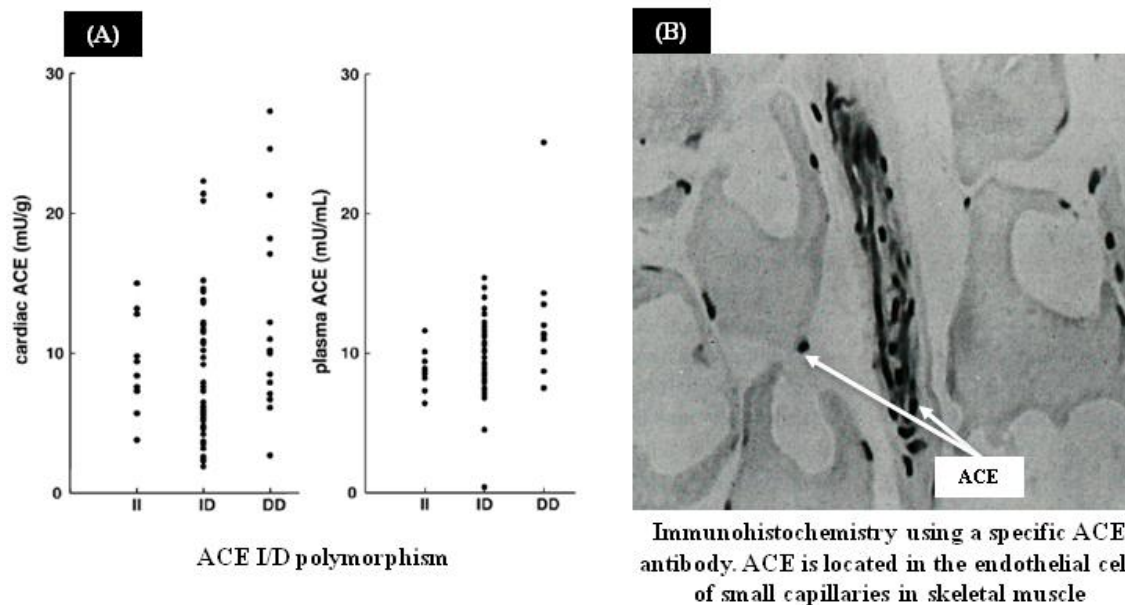 (A)
30
20
10
0
cardiac ACE (mU/g)
II ID DD
30
20
10
0
plasma ACE (mU/mL)
II ID DD
ACE I/D polymorphism
(B)
ACE
Immunohistochemistry using a specific ACE
antibody. ACE is located in the endothelial cel
of small capillaries in skeletal muscle